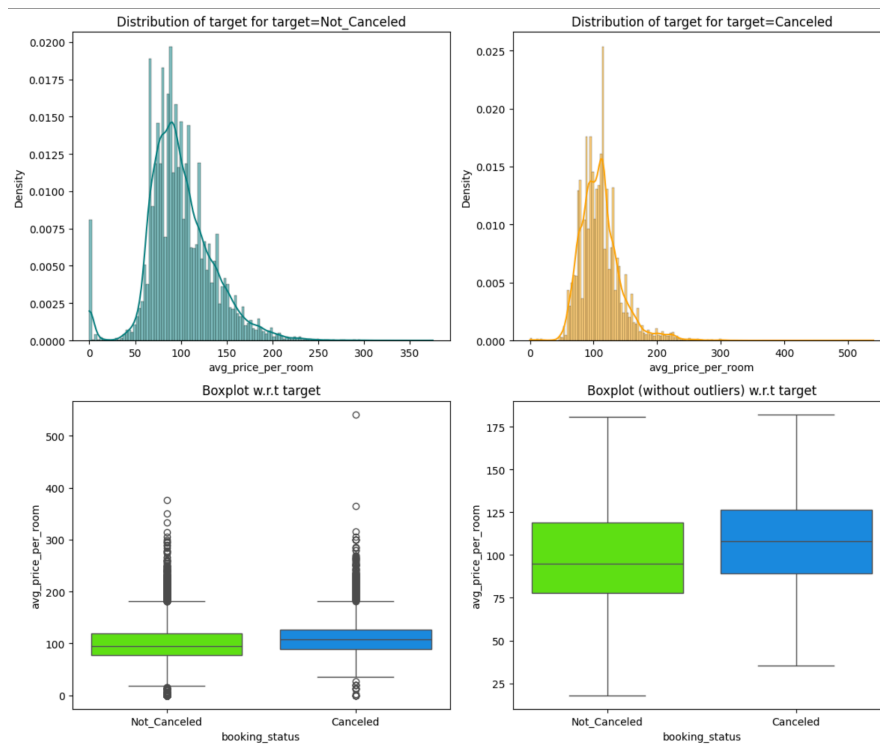 Distribution of target for target=Not_Canceled
0.0200
0.0175
0.0150
0.0125
0.0100
0.0075
0.0050
0.0025
0.0000
Density
0 50 100 150 200 250 300 350
avg_price_per_room
Distribution of target for target=Canceled
0.025
0.020
0.015
0.010
0.005
0.000
Density
0 100 200 300 400 500
avg_price_per_room
Boxplot w.r.t target
500
400
300
200
100
0
avg_price_per_room
Not_Canceled Canceled
booking_status
Boxplot (without outliers) w.r.t target
175
150
125
100
75
50
25
avg_price_per_room
Not_Canceled Canceled
booking_status